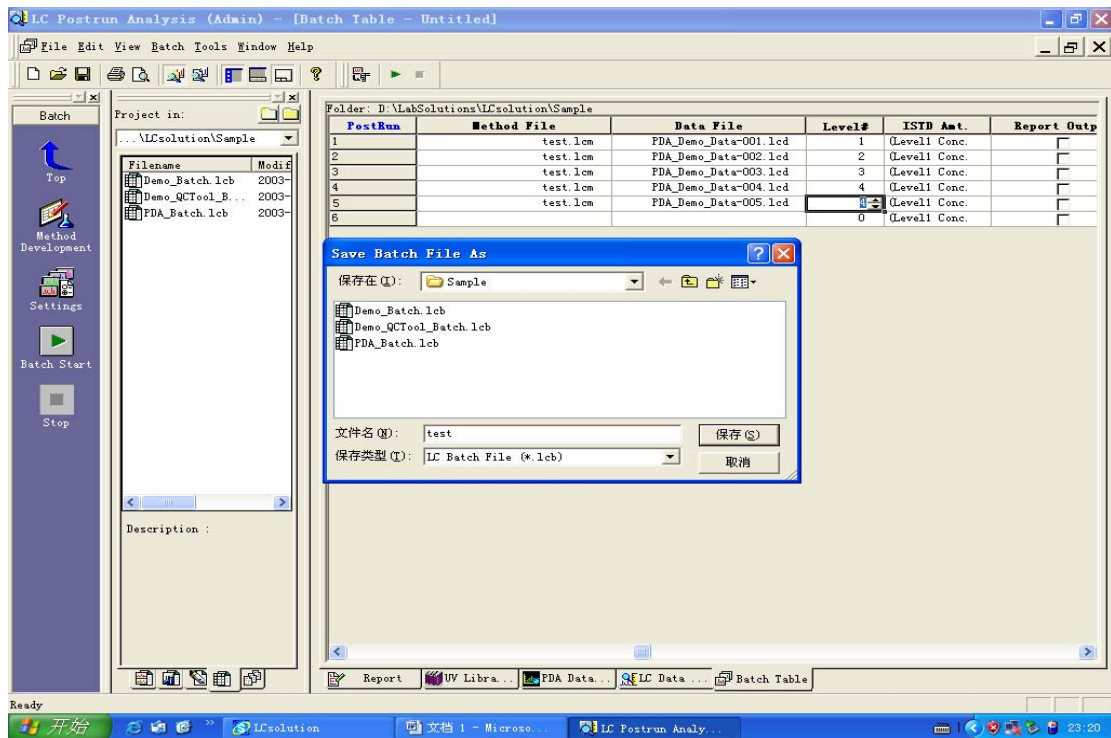 LC Postrun Analysis (Admin) - [Batch Table - Untitled]
File Edit View Batch Tools Window Help
Batch
Top
Method
Development
Settings
Batch Start
Stop
Project in:
...\LCsolution\Sample
Filename Modif
Demo_Batch.lcb 2003-
Demo_QCTool_B... 2003-
PDA_Batch.lcb 2003-
Description :
Folder: D:\LabSolutions\LCsolution\Sample
PostRun Method File Data File Level# ISTD Amt. Report Outp
1 test.lcm PDA_Demo_Data-001.lcd 1 (Level1 Conc.
2 test.lcm PDA_Demo_Data-002.lcd 2 (Level1 Conc.
3 test.lcm PDA_Demo_Data-003.lcd 3 (Level1 Conc.
4 test.lcm PDA_Demo_Data-004.lcd 4 (Level1 Conc.
5 test.lcm PDA_Demo_Data-005.lcd 4 (Level1 Conc.
6 0 (Level1 Conc.
Save Batch File As
保存在(I): Sample
Demo_Batch.lcb
Demo_QCTool_Batch.lcb
PDA_Batch.lcb
文件名(N): test 保存(S)
保存类型(T): LC Batch File (*.lcb) 取消
Report UV Libra... PDA Data... LC Data ... Batch Table
Ready
开始 LCsolution 文档 1 - Microso... LC Postrun Analy... 23:20